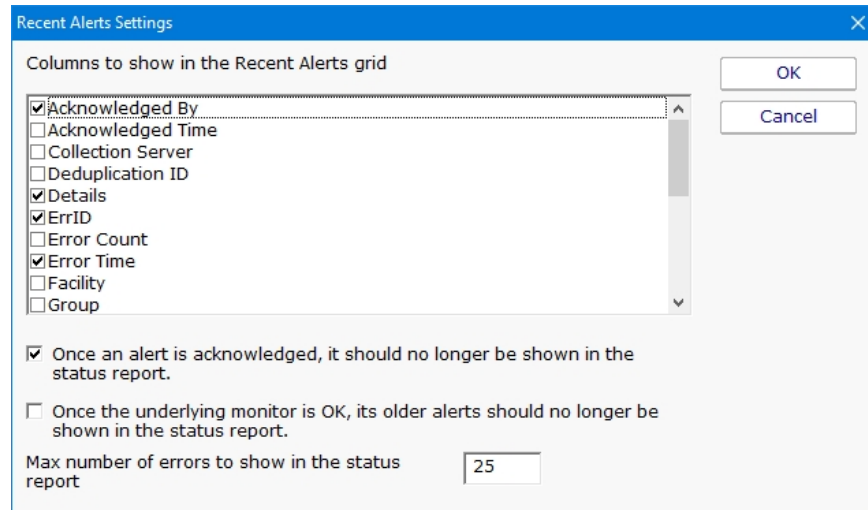 Recent Alerts Settings
Columns to show in the Recent Alerts grid
OK
Acknowledged By
Cancel
Acknowledged Time
Collection Server
Deduplication ID
Details
ErrID
Error Count
Error Time
Facility
Group
Once an alert is acknowledged, it should no longer be shown in the
status report.
Once the underlying monitor is OK, its older alerts should no longer be
shown in the status report.
Max number of errors to show in the status
report
25